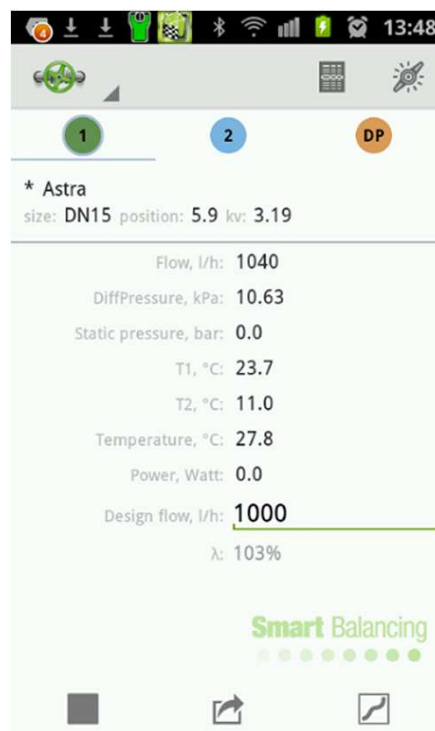 4
13:48
1
2
DP
* Astra
size: DN15 position: 5.9 kv: 3.19
Flow, l/h: 1040
DiffPressure, kPa: 10.63
Static pressure, bar: 0.0
T1, °C: 23.7
T2, °C: 11.0
Temperature, °C: 27.8
Power, Watt: 0.0
Design flow, l/h: 1000
λ: 103%
Smart Balancing